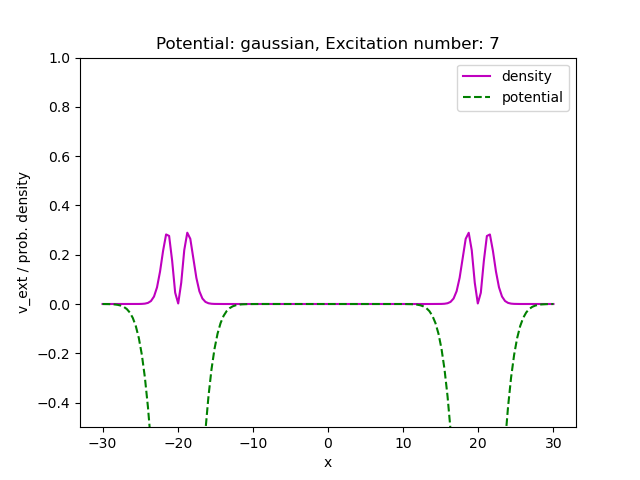 Potential: gaussian, Excitation number: 7
density
potential
v_ext / prob. density
1.0
0.8
0.6
0.4
0.2
0.0
−0.2
−0.4
−30 −20 −10 0 10 20 30
x